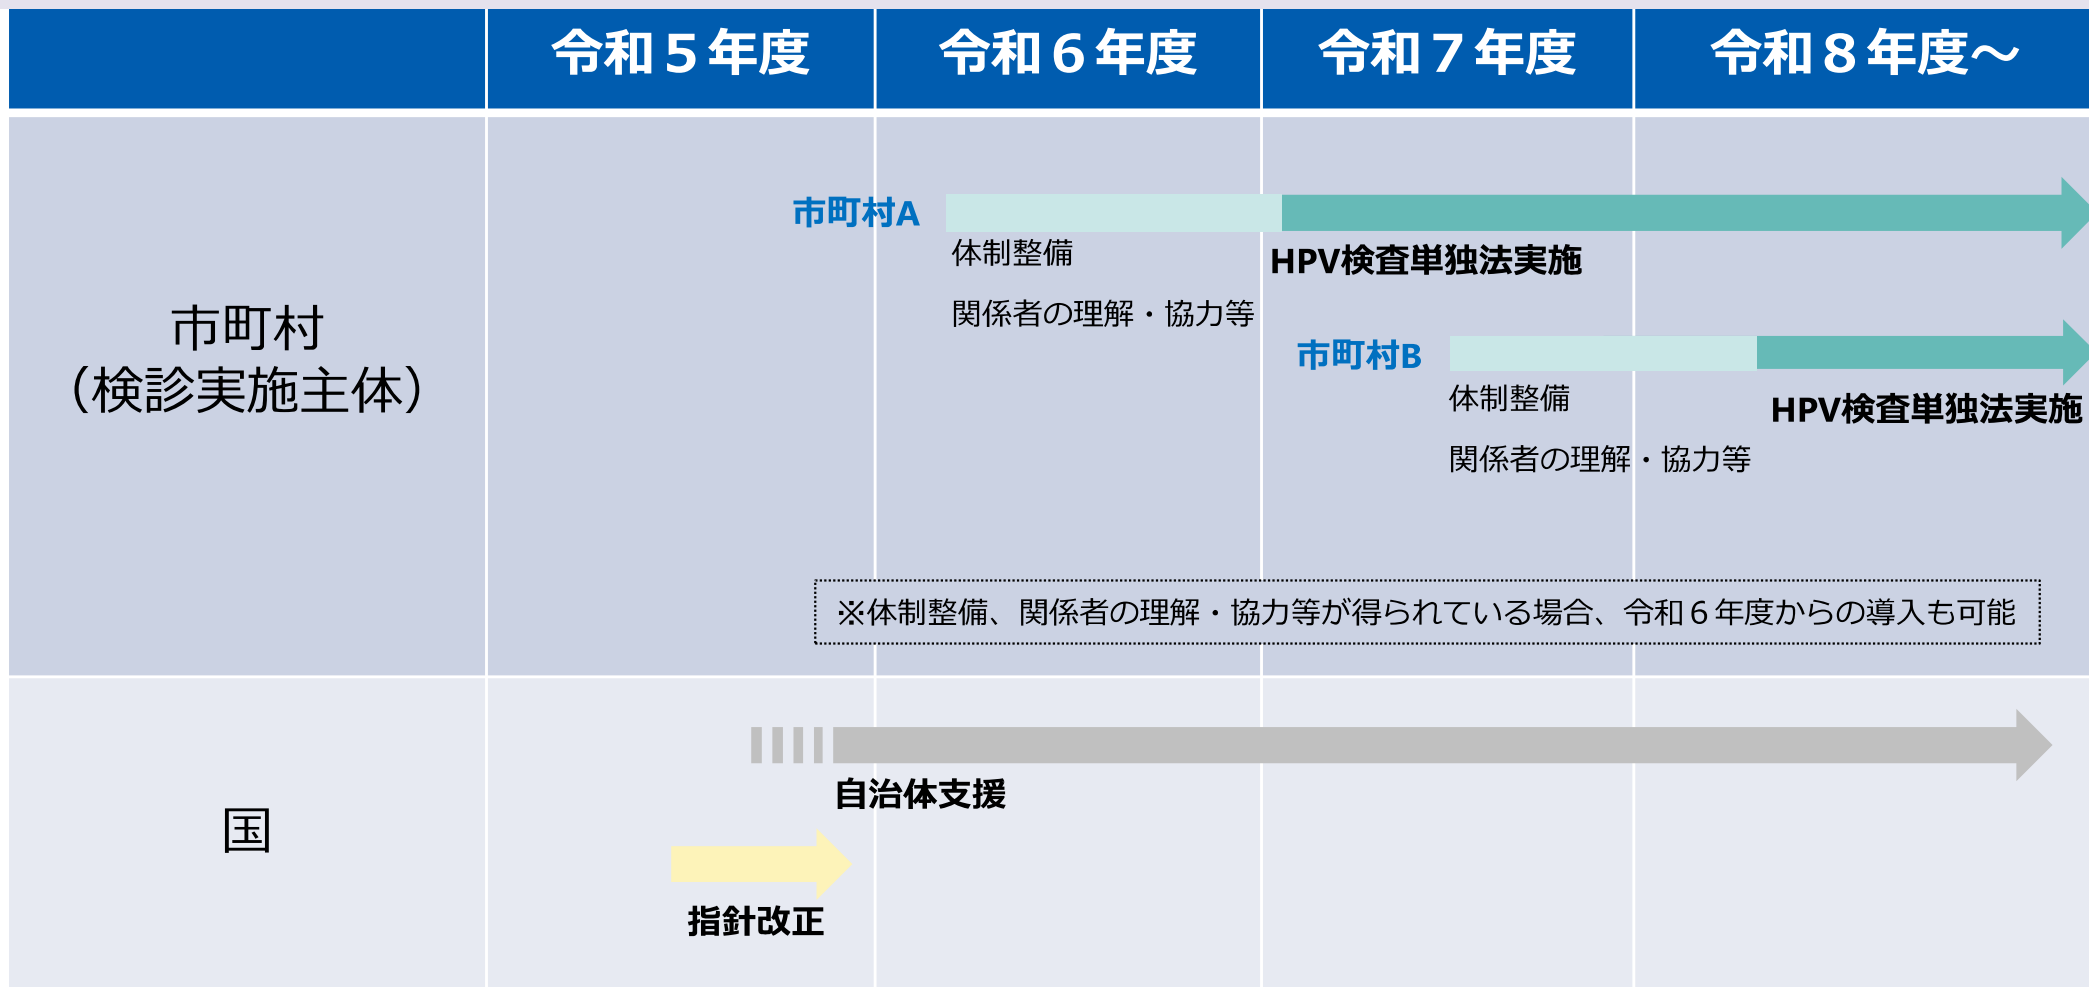 令和５年度
令和６年度
令和７年度
令和８年度～
市町村
（検診実施主体）
市町村A
体制整備
関係者の理解・協力等
HPV検査単独法実施
市町村B
体制整備
関係者の理解・協力等
HPV検査単独法実施
※体制整備、関係者の理解・協力等が得られている場合、令和６年度からの導入も可能
国
自治体支援
指針改正